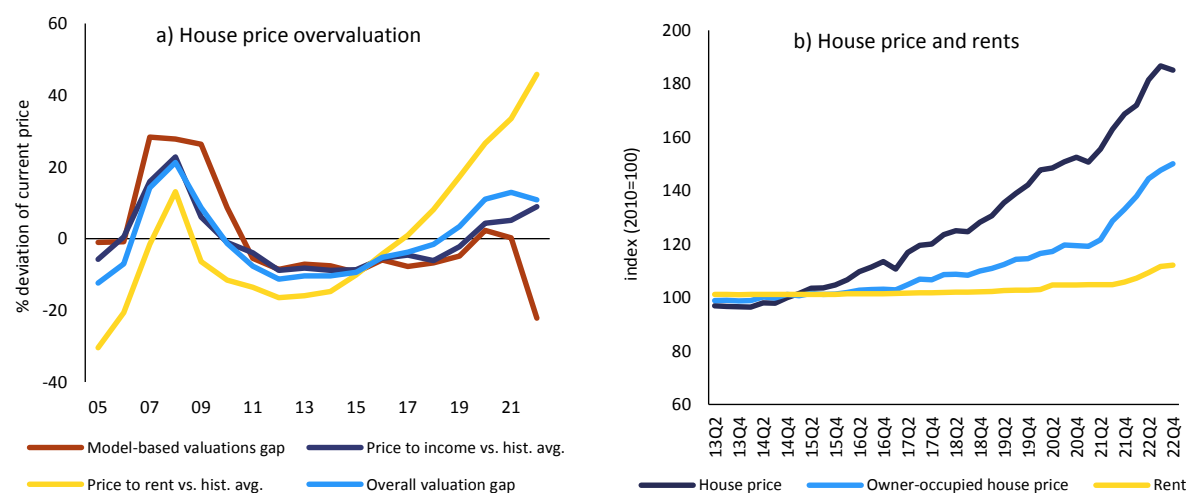 a) House price overvaluation
% deviation of current price
60
40
20
0
-20
-40
05 07 09 11 13 15 17 19 21
Model-based valuations gap
Price to income vs. hist. avg.
Price to rent vs. hist. avg.
Overall valuation gap
b) House price and rents
index (2010=100)
200
180
160
140
120
100
80
60
13Q2 13Q4 14Q2 14Q4 15Q2 15Q4 16Q2 16Q4 17Q2 17Q4 18Q2 18Q4 19Q2 19Q4 20Q2 20Q4 21Q2 21Q4 22Q2 22Q4
House price
Owner-occupied house price
Rent